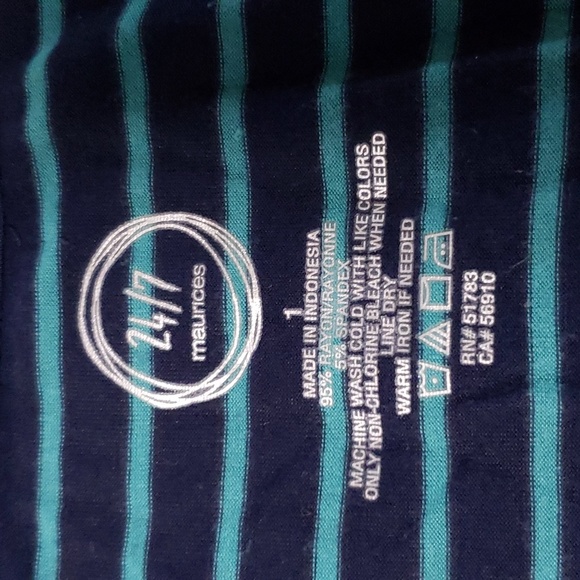 24/7
maurices
1
MADE IN INDONESIA
95% RAYON/RAYONNE
5% SPANDEX
MACHINE WASH COLD WITH LIKE COLORS
ONLY NON-CHLORINE BLEACH WHEN NEEDED
LINE DRY
WARM IRON IF NEEDED
RN# 51783
CA# 56910